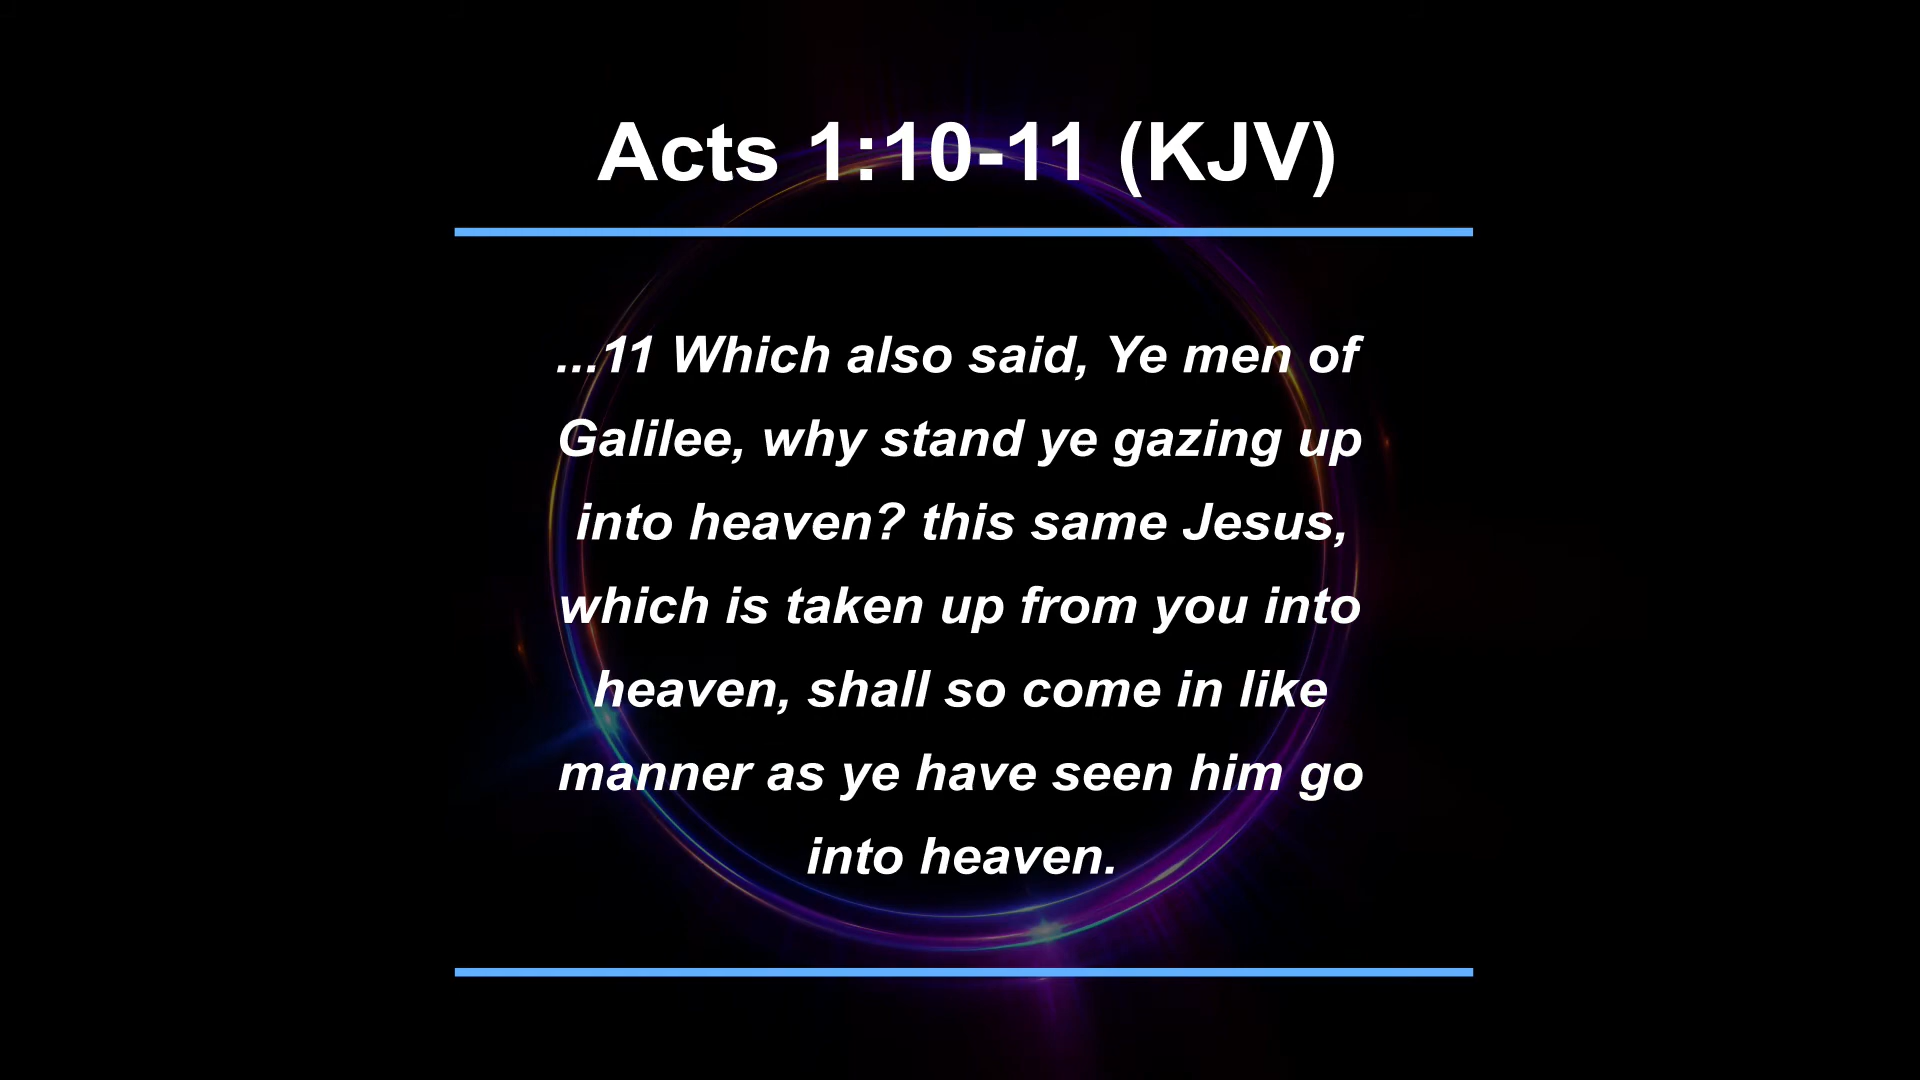 Acts 1:10-11 (KJV)
...11 Which also said, Ye men of
Galilee, why stand ye gazing up
into heaven? this same Jesus,
which is taken up from you into
heaven, shall so come in like
manner as ye have seen him go
into heaven.